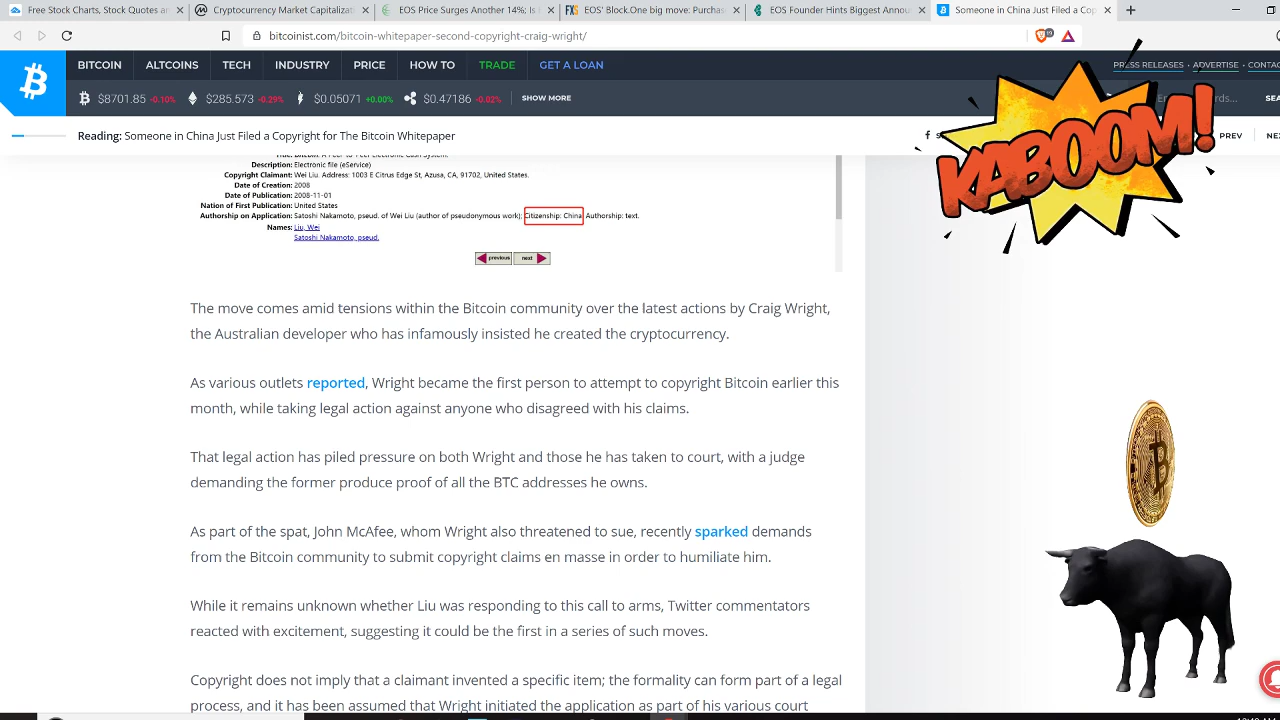 Free Stock Charts, Stock Quotes an
Cryptocurrency Market Capitalizat
EOS Price Surges Another 14%; Is
EOS' Block.One big move: Purchas
EOS Founder Hints Biggest Annou
Someone in China Just Filed a Cop
bitcoinist.com/bitcoin-whitepaper-second-copyright-craig-wright/
PRESS RELEASES • ADVERTISE • CONTAC
BITCOIN ALTCOINS TECH INDUSTRY PRICE HOW TO TRADE GET A LOAN
$8701.85 -0.10% $285.573 -0.29% $0.05071 +0.00% $0.47186 -0.02% SHOW MORE
SEA
Reading: Someone in China Just Filed a Copyright for The Bitcoin Whitepaper
PREV
KABOOM!
Title: Bitcoin: A Peer-to-Peer Electronic Cash System.
Description: Electronic file (eService)
Copyright Claimant: Wei Liu. Address: 1003 E Citrus Edge St, Azusa, CA, 91702, United States.
Date of Creation: 2008
Date of Publication: 2008-11-01
Nation of First Publication: United States
Authorship on Application: Satoshi Nakamoto, pseud. of Wei Liu (author of pseudonymous work); Citizenship: China. Authorship: text.
Names: Liu, Wei
Satoshi Nakamoto, pseud.
previous next
The move comes amid tensions within the Bitcoin community over the latest actions by Craig Wright,
the Australian developer who has infamously insisted he created the cryptocurrency.
As various outlets reported, Wright became the first person to attempt to copyright Bitcoin earlier this
month, while taking legal action against anyone who disagreed with his claims.
That legal action has piled pressure on both Wright and those he has taken to court, with a judge
demanding the former produce proof of all the BTC addresses he owns.
As part of the spat, John McAfee, whom Wright also threatened to sue, recently sparked demands
from the Bitcoin community to submit copyright claims en masse in order to humiliate him.
While it remains unknown whether Liu was responding to this call to arms, Twitter commentators
reacted with excitement, suggesting it could be the first in a series of such moves.
Copyright does not imply that a claimant invented a specific item; the formality can form part of a legal
process, and it has been assumed that Wright initiated the application as part of his various court